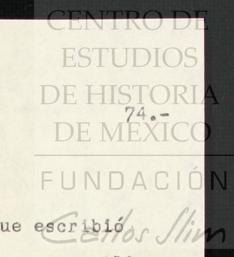 CENTRO DE
ESTUDIOS
DE HISTORIA
74.-
DE MÉXICO
FUNDACIÓN
ue escribió
Carlos Slim